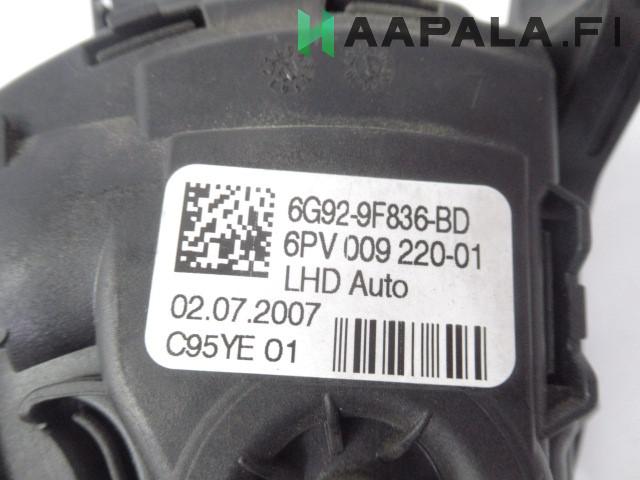 HAAPALA.FI
6G92-9F836-BD
6PV 009 220-01
LHD Auto
02.07.2007
C95YE 01